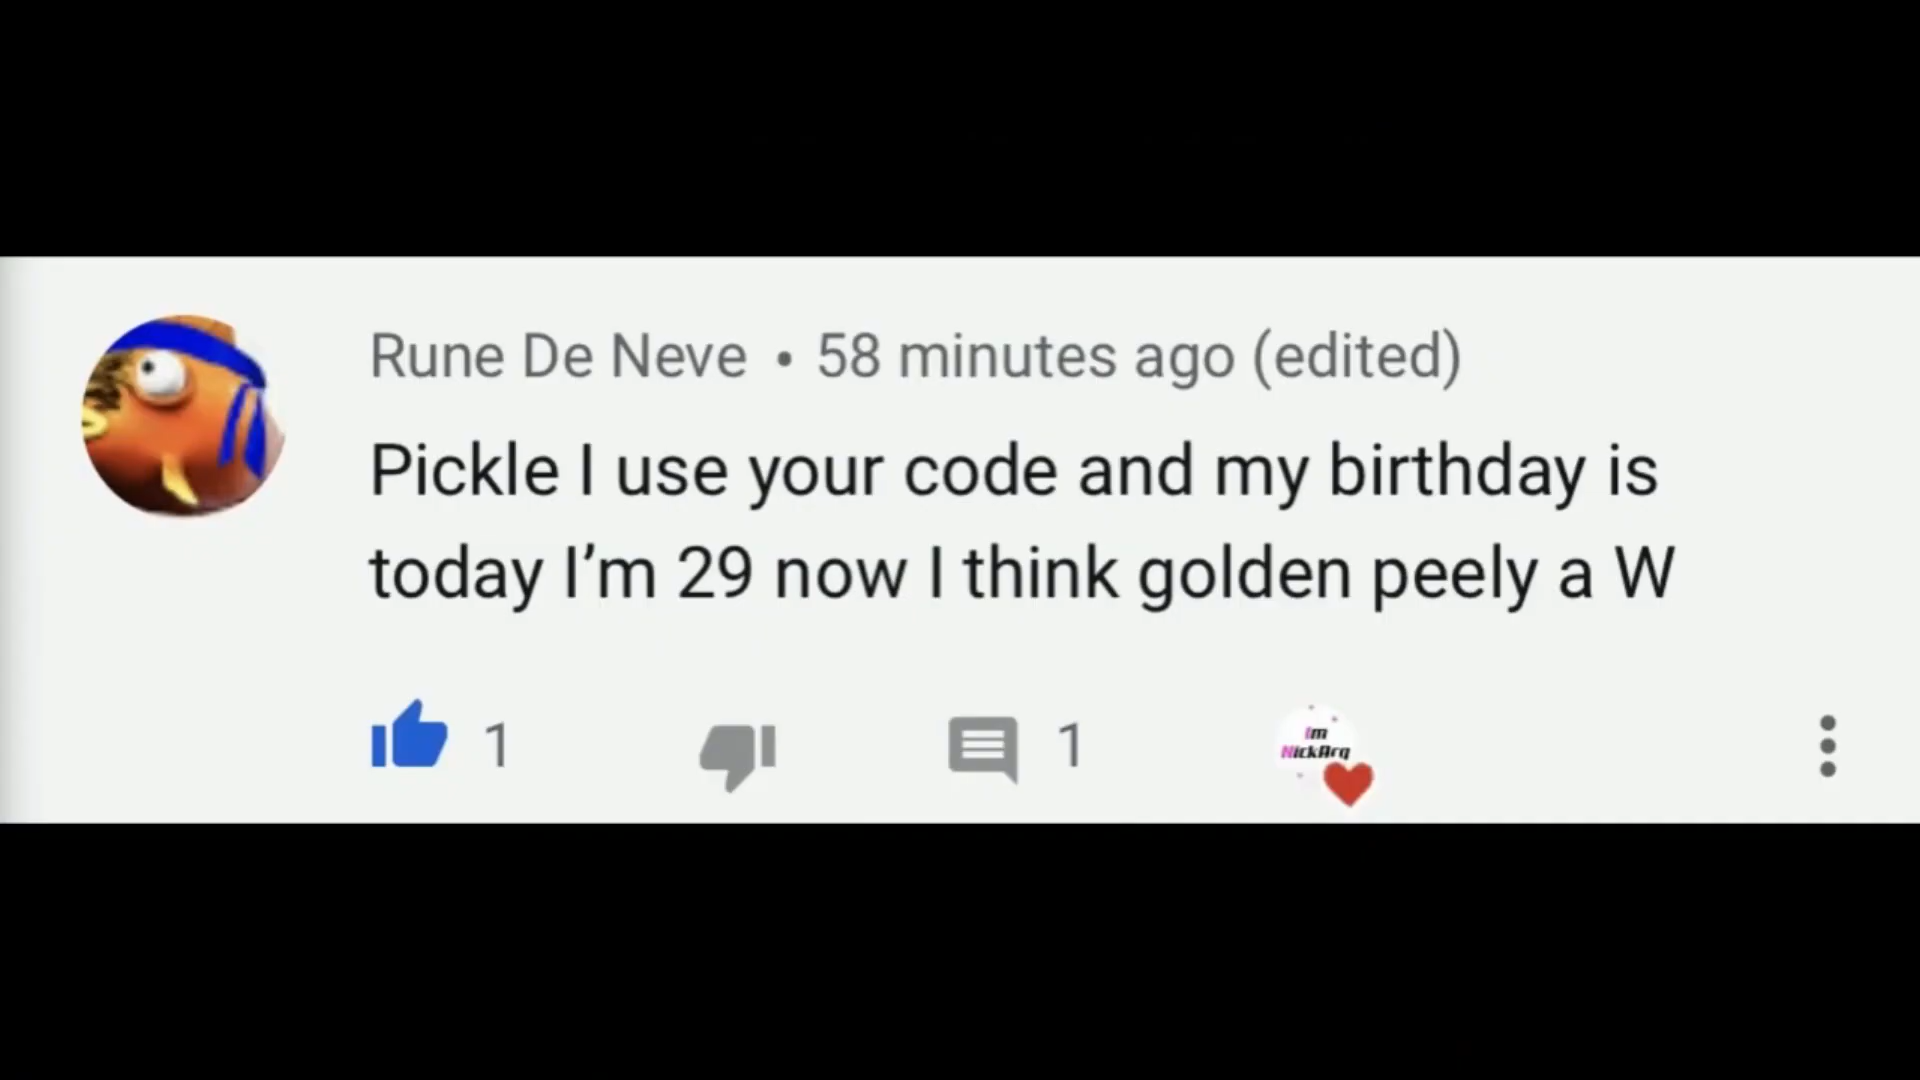 Rune De Neve • 58 minutes ago (edited)
Pickle I use your code and my birthday is
today I’m 29 now I think golden peely a W
1
1
Im
NickArq